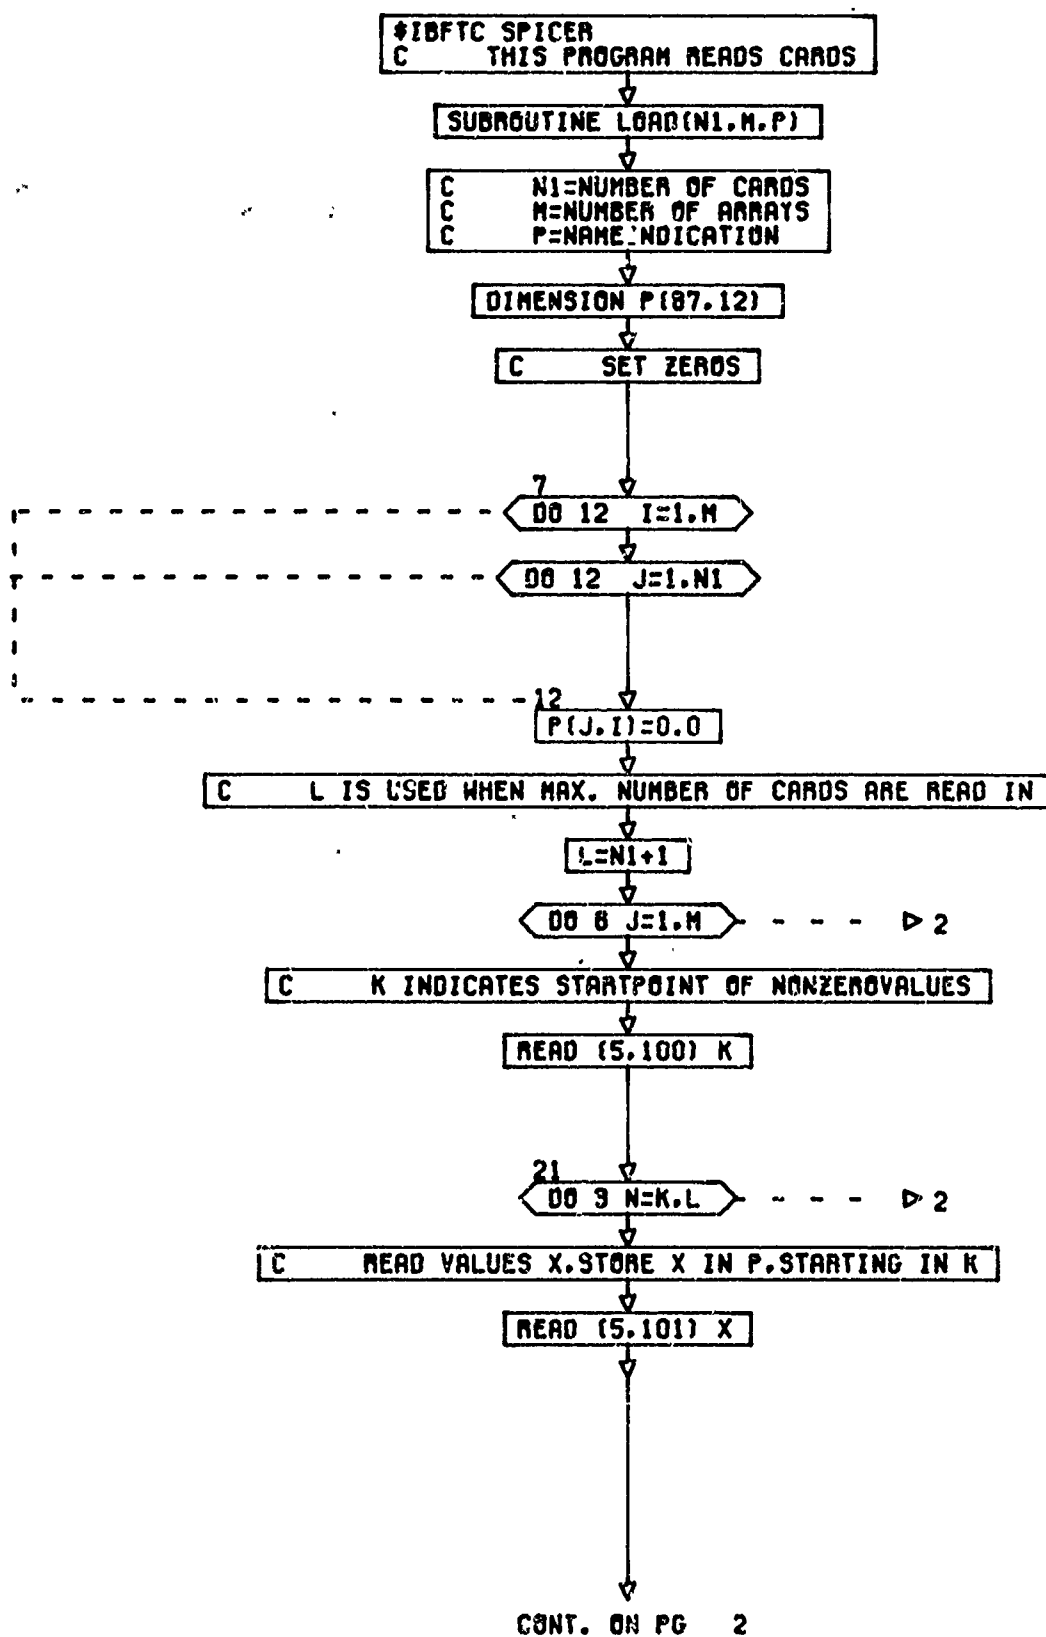 $IBFTC SPICER
C THIS PROGRAM READS CARDS
SUBROUTINE LOAD(N1,M,P)
C N1=NUMBER OF CARDS
C M=NUMBER OF ARRAYS
C P=NAME INDICATION
DIMENSION P(87,12)
C SET ZEROS
7
DO 12 I=1,M
DO 12 J=1,N1
12
P(J,I)=0.0
C L IS USED WHEN MAX. NUMBER OF CARDS ARE READ IN
L=N1+1
DO 6 J=1,M
2
C K INDICATES STARTPOINT OF NONZEROVALUES
READ (5,100) K
21
DO 3 N=K,L
2
C READ VALUES X,STORE X IN P,STARTING IN K
READ (5,101) X
CONT. ON PG 2